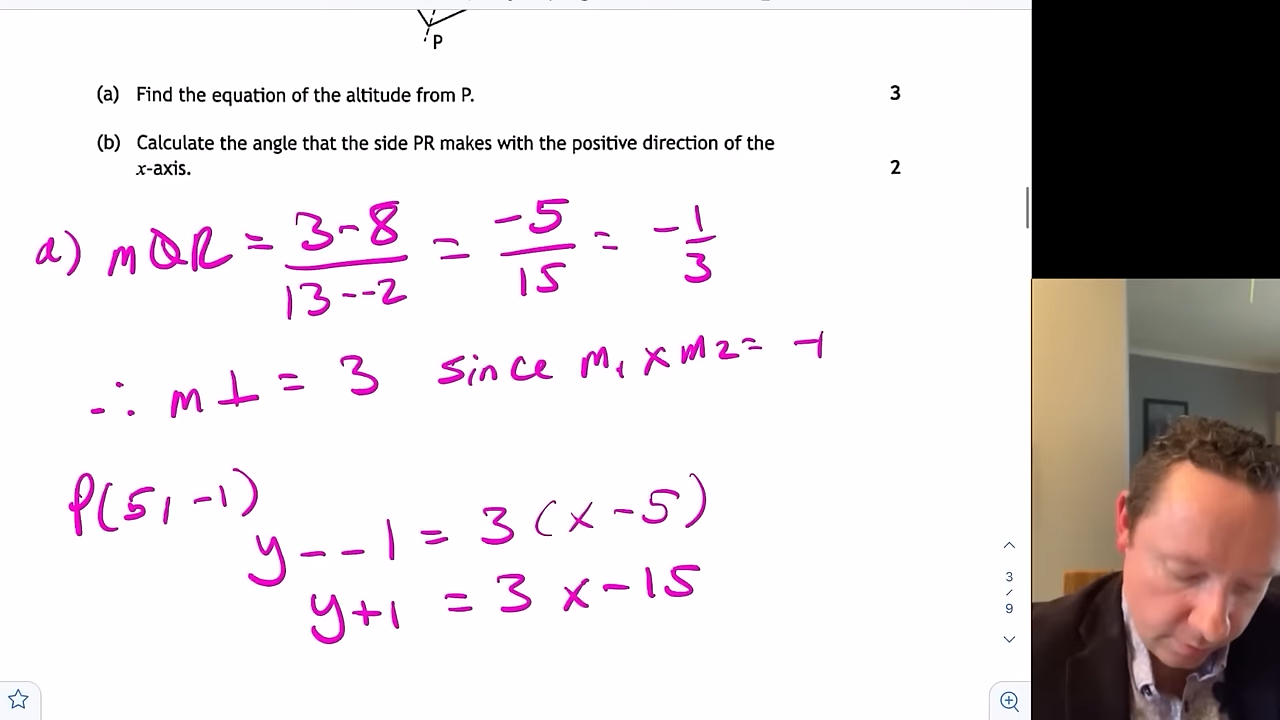 P
(a) Find the equation of the altitude from P. 3
(b) Calculate the angle that the side PR makes with the positive direction of the
x-axis. 2
a) mQR = 3-8 / 13--2 = -5 / 15 = -1/3
∴ m⊥ = 3 since m₁ x m2 = -1
P(5, -1)
y--1 = 3(x-5)
y+1 = 3x-15
3
/
9